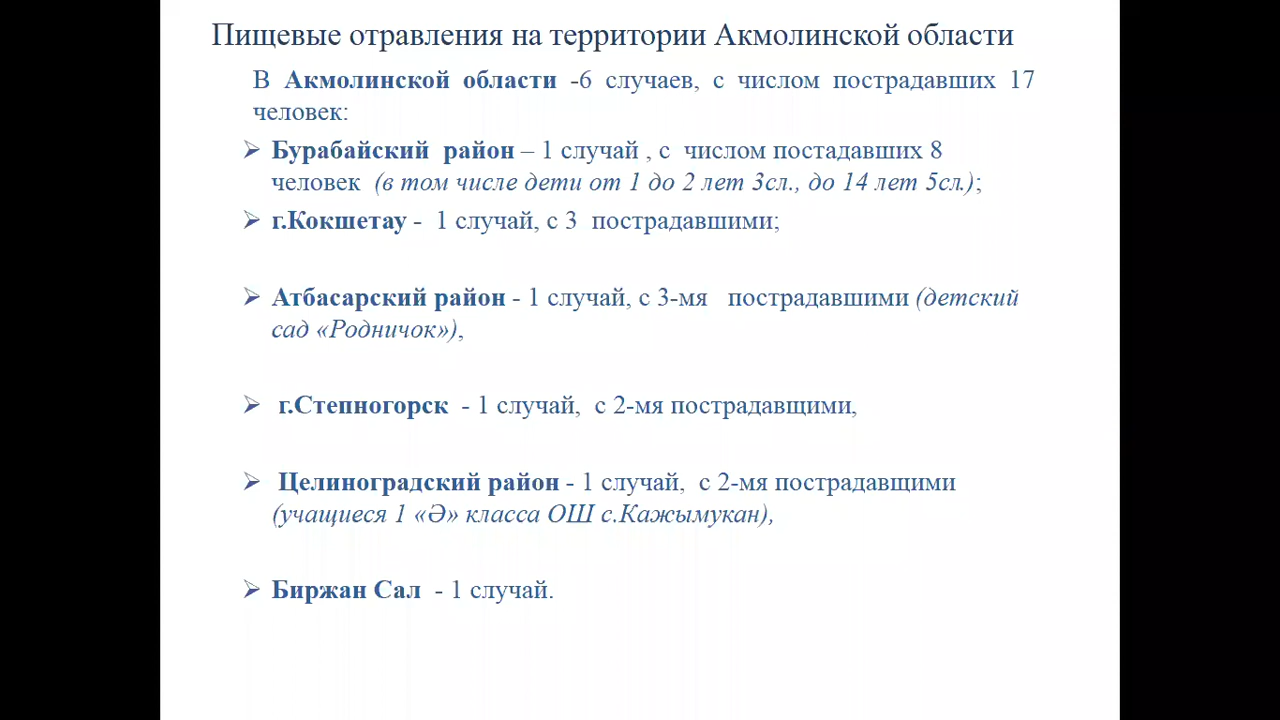 Пищевые отравления на территории Акмолинской области
В Акмолинской области -6 случаев, с числом пострадавших 17
человек:
Бурабайский район – 1 случай , с числом постадавших 8
человек (в том числе дети от 1 до 2 лет 3сл., до 14 лет 5сл.);
г.Кокшетау - 1 случай, с 3 пострадавшими;
Атбасарский район - 1 случай, с 3-мя пострадавшими (детский
сад «Родничок»),
г.Степногорск - 1 случай, с 2-мя пострадавщими,
Целиноградский район - 1 случай, с 2-мя пострадавщими
(учащиеся 1 «Ә» класса ОШ с.Кажымукан),
Биржан Сал - 1 случай.